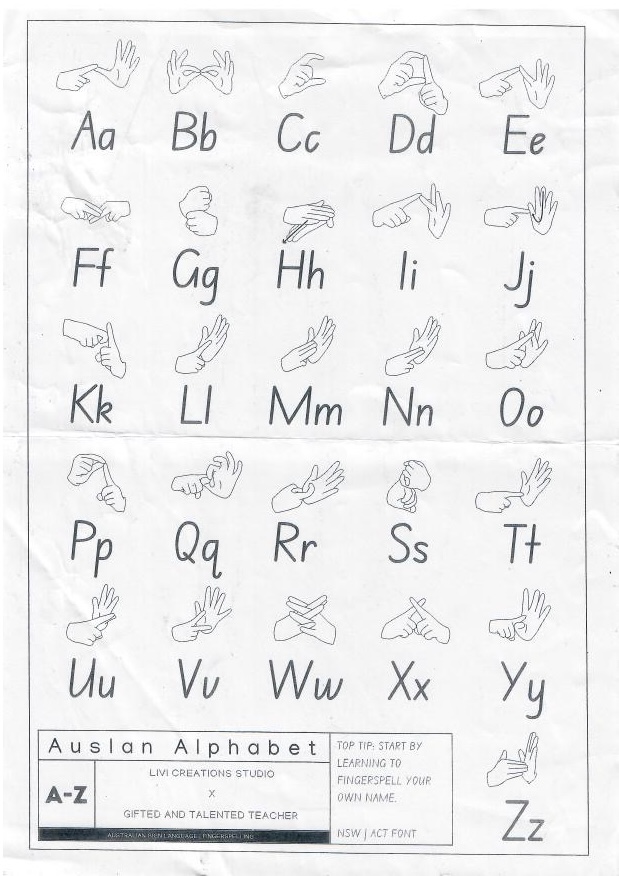 Aa Bb Cc Dd Ee
Ff Gg Hh Ii Jj
Kk Ll Mm Nn Oo
Pp Qq Rr Ss Tt
Uu Vv Ww Xx Yy
Zz
Auslan Alphabet
A-Z
LIVI CREATIONS STUDIO
X
GIFTED AND TALENTED TEACHER
AUSTRALIAN SIGN LANGUAGE | FINGERSPELLING
TOP TIP: START BY
LEARNING TO
FINGERSPELL YOUR
OWN NAME.
NSW | ACT FONT